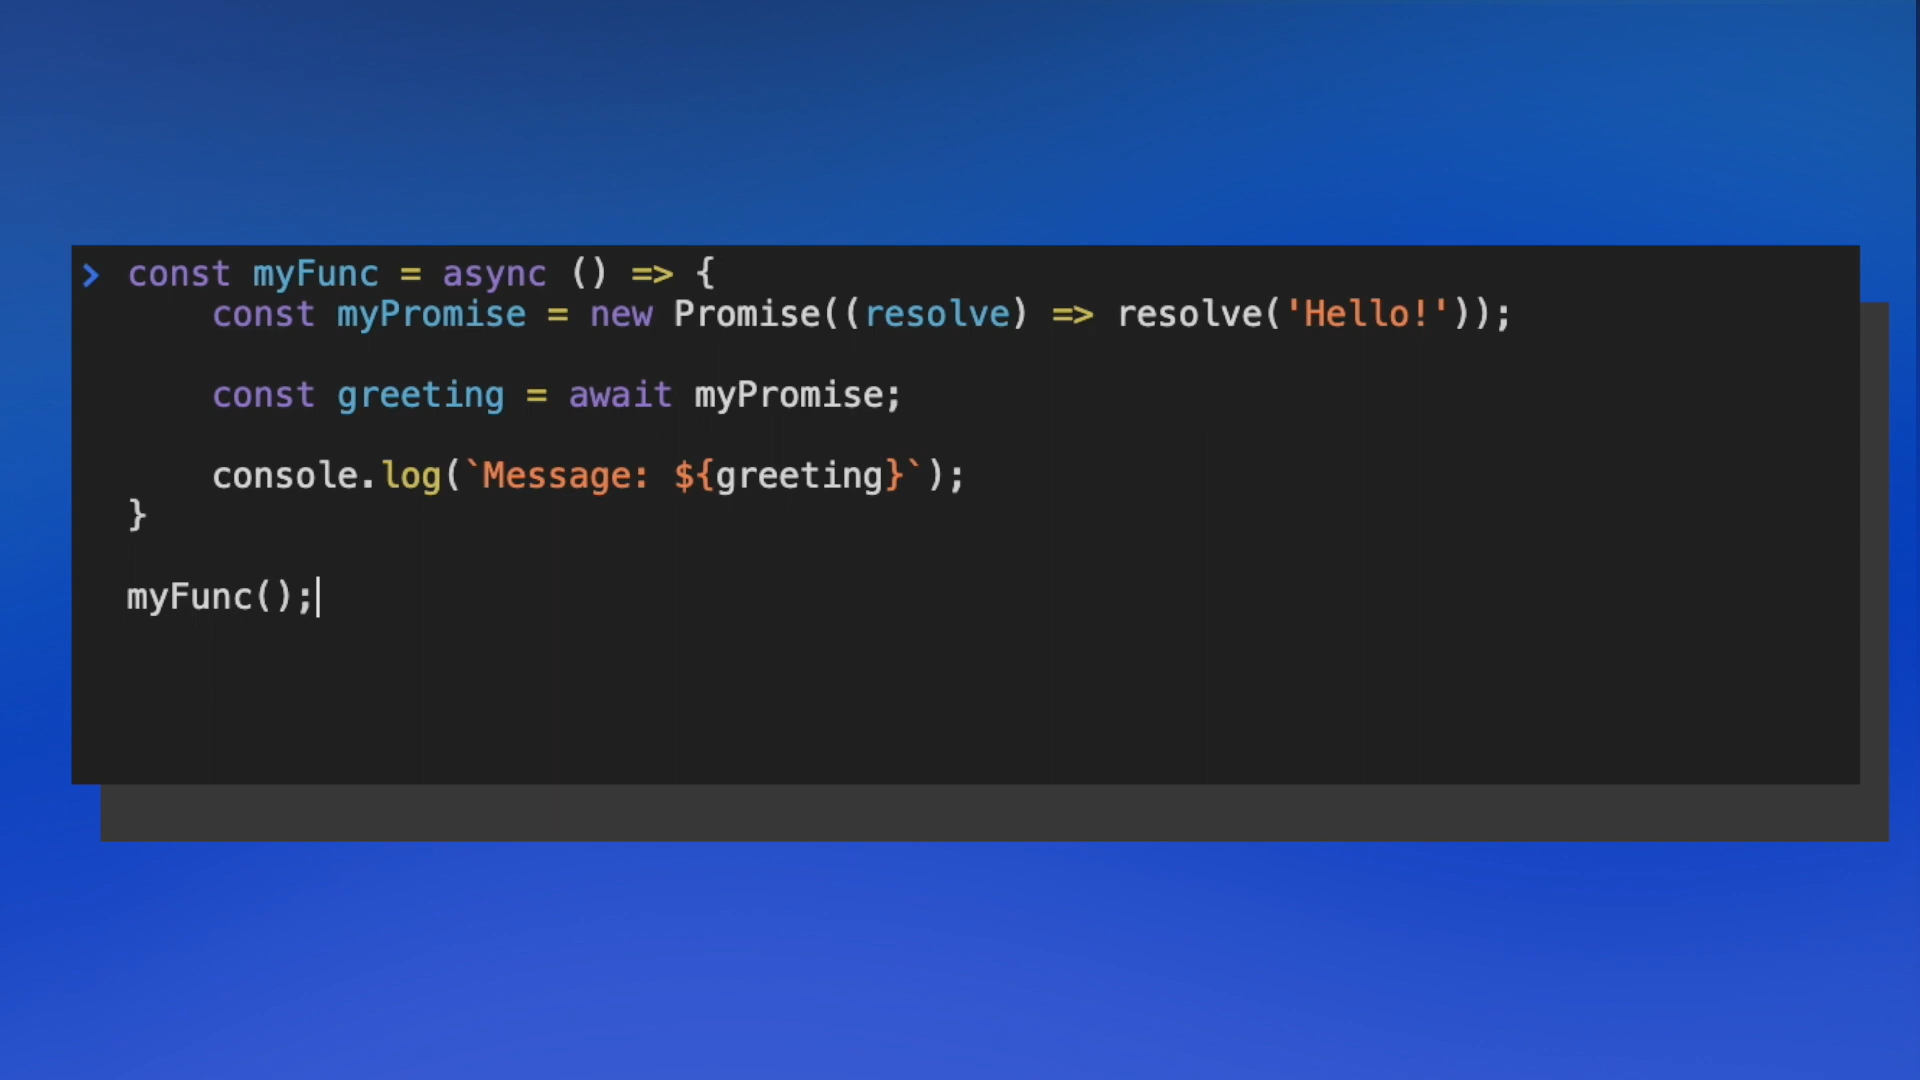 > const myFunc = async () => {
const myPromise = new Promise((resolve) => resolve('Hello!'));
const greeting = await myPromise;
console.log(`Message: ${greeting}`);
}
myFunc();